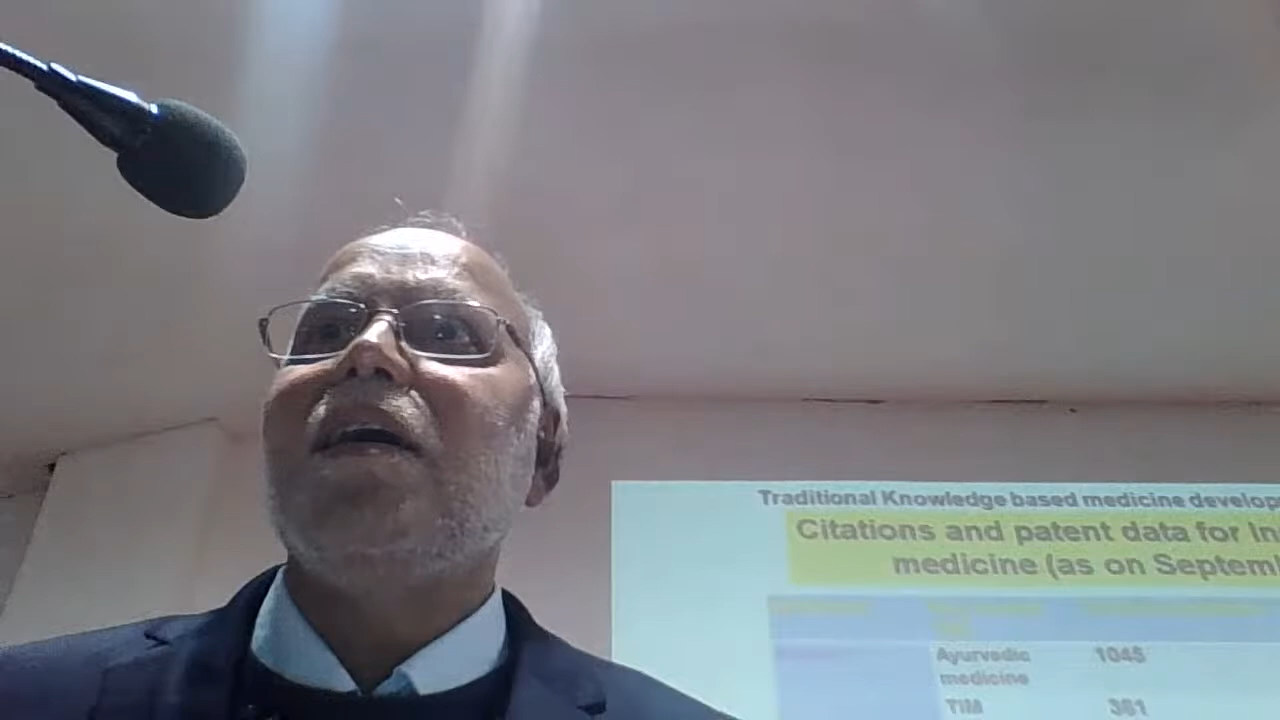 Traditional Knowledge based medicine develop
Citations and patent data for In
medicine (as on Septem
Ayurvedic 1045
medicine
TIM 381